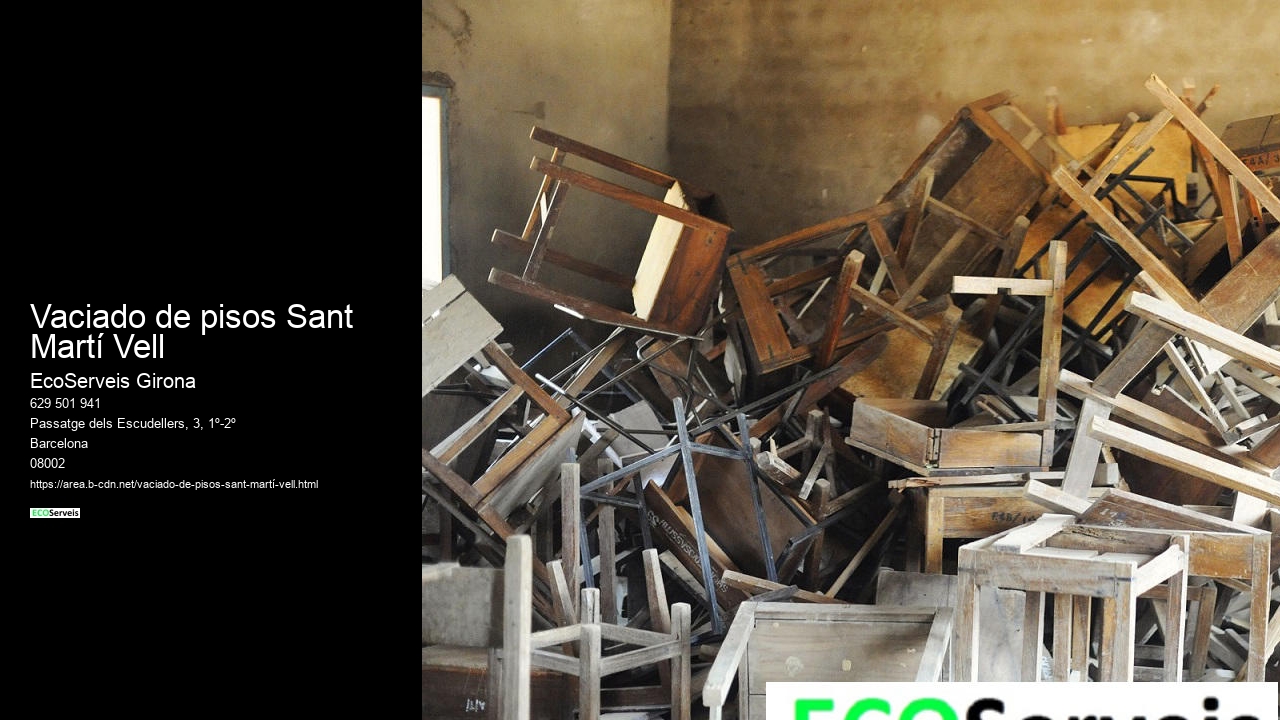 Vaciado de pisos Sant
Martí Vell
EcoServeis Girona
629 501 941
Passatge dels Escudellers, 3, 1º-2º
Barcelona
08002
https://area.b-cdn.net/vaciado-de-pisos-sant-martí-vell.html
ECOServeis
ECOServeis